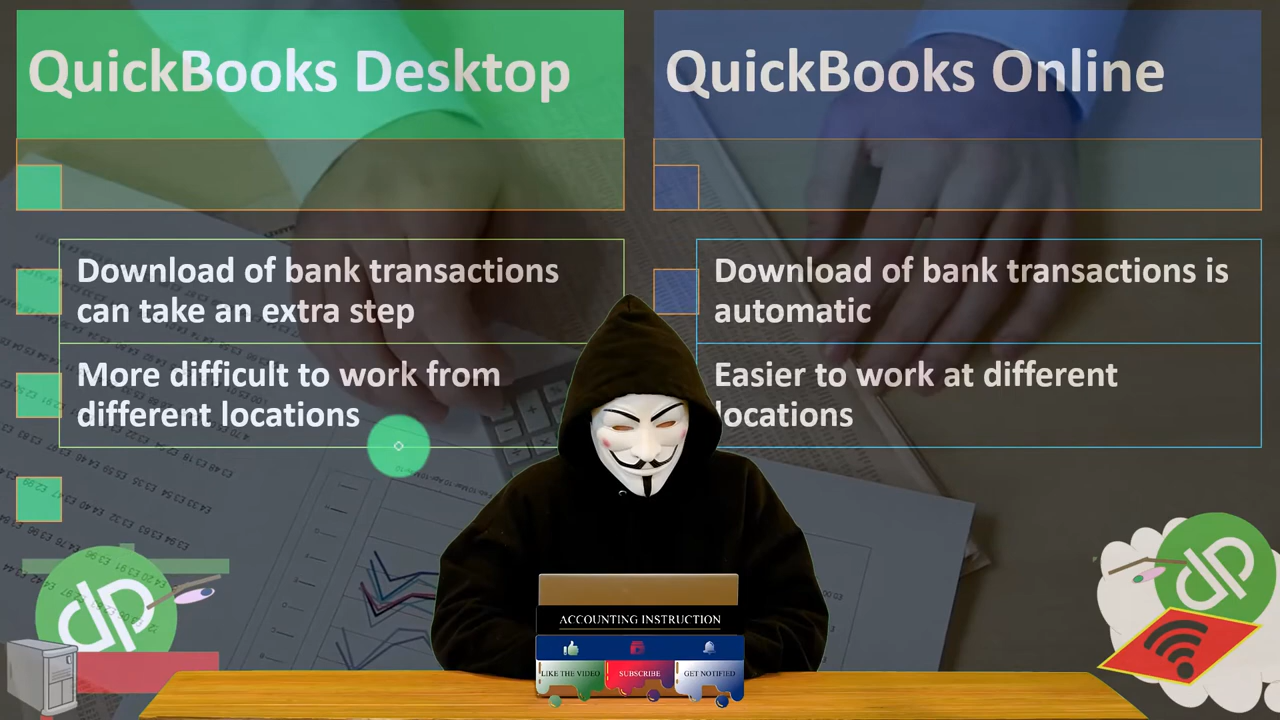 QuickBooks Desktop
Download of bank transactions
can take an extra step
More difficult to work from
different locations
QuickBooks Online
Download of bank transactions is
automatic
Easier to work at different
locations
ACCOUNTING INSTRUCTION
LIKE THE VIDEO
SUBSCRIBE
GET NOTIFIED